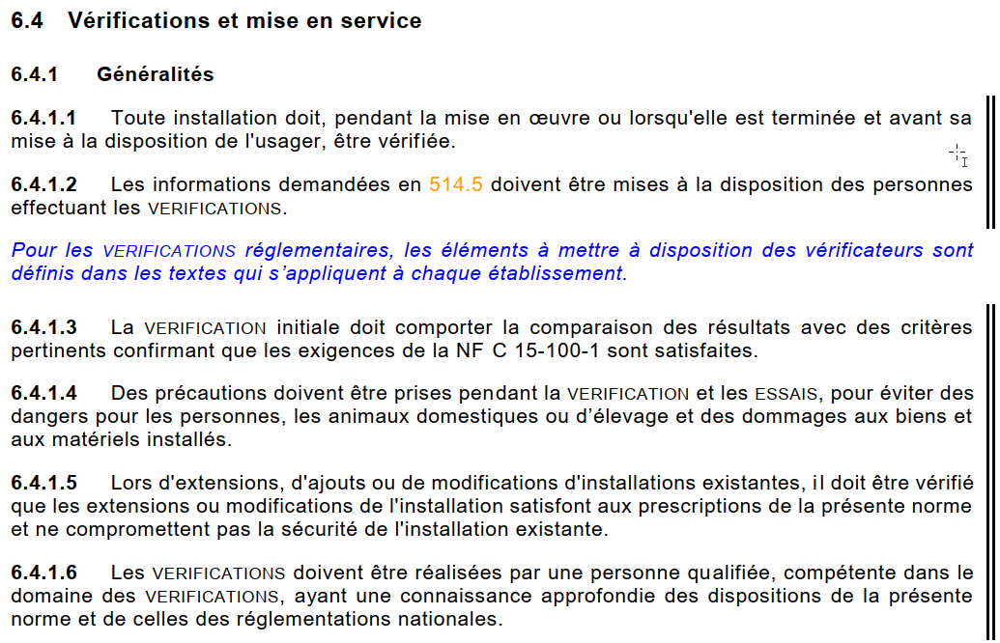 6.4 Vérifications et mise en service
6.4.1 Généralités
6.4.1.1 Toute installation doit, pendant la mise en œuvre ou lorsqu'elle est terminée et avant sa
mise à la disposition de l'usager, être vérifiée.
6.4.1.2 Les informations demandées en 514.5 doivent être mises à la disposition des personnes
effectuant les VERIFICATIONS.
Pour les VERIFICATIONS réglementaires, les éléments à mettre à disposition des vérificateurs sont
définis dans les textes qui s’appliquent à chaque établissement.
6.4.1.3 La VERIFICATION initiale doit comporter la comparaison des résultats avec des critères
pertinents confirmant que les exigences de la NF C 15-100-1 sont satisfaites.
6.4.1.4 Des précautions doivent être prises pendant la VERIFICATION et les ESSAIS, pour éviter des
dangers pour les personnes, les animaux domestiques ou d’élevage et des dommages aux biens et
aux matériels installés.
6.4.1.5 Lors d'extensions, d'ajouts ou de modifications d'installations existantes, il doit être vérifié
que les extensions ou modifications de l'installation satisfont aux prescriptions de la présente norme
et ne compromettent pas la sécurité de l'installation existante.
6.4.1.6 Les VERIFICATIONS doivent être réalisées par une personne qualifiée, compétente dans le
domaine des VERIFICATIONS, ayant une connaissance approfondie des dispositions de la présente
norme et de celles des réglementations nationales.